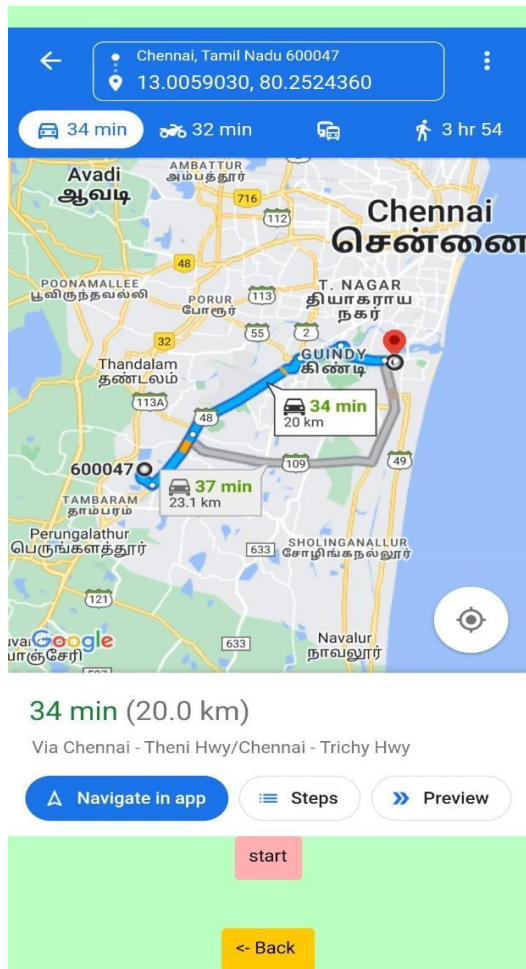 Chennai, Tamil Nadu 600047
13.0059030, 80.2524360
34 min
32 min
3 hr 54
Avadi
ஆவடி
AMBATTUR
அம்பத்தூர்
716
112
Chennai
சென்னை
48
POONAMALLEE
பூவிருந்தவல்லி
PORUR
போரூர்
113
T. NAGAR
தியாகராய
நகர்
32
55
2
GUINDY
கிண்டி
Thandalam
தண்டலம்
113A
48
34 min
20 km
600047
109
49
37 min
23.1 km
TAMBARAM
தாம்பரம்
Perungalathur
பெருங்களத்தூர்
633
SHOLINGANALLUR
சோழிங்கநல்லூர்
121
Google
633
Navalur
நாவலூர்
34 min (20.0 km)
Via Chennai - Theni Hwy/Chennai - Trichy Hwy
Navigate in app
Steps
Preview
start
<- Back